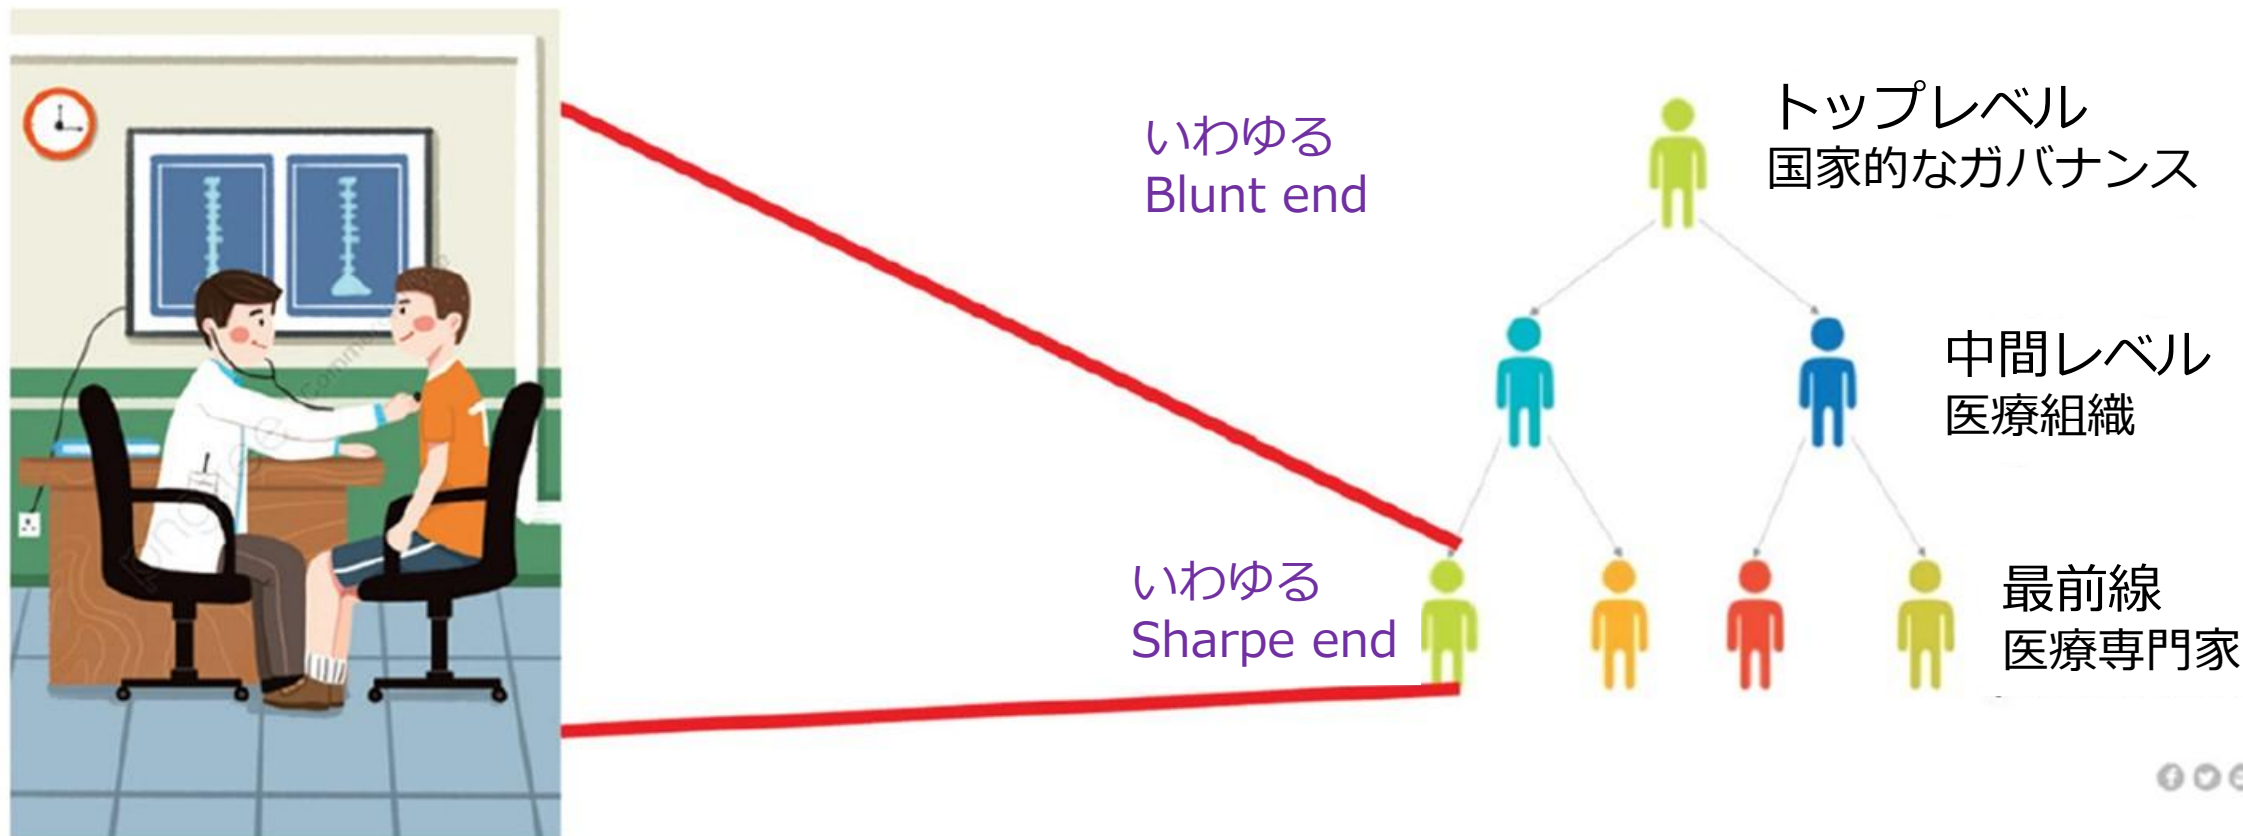 いわゆる
Blunt end
トップレベル
国家的なガバナンス
中間レベル
医療組織
いわゆる
Sharpe end
最前線
医療専門家